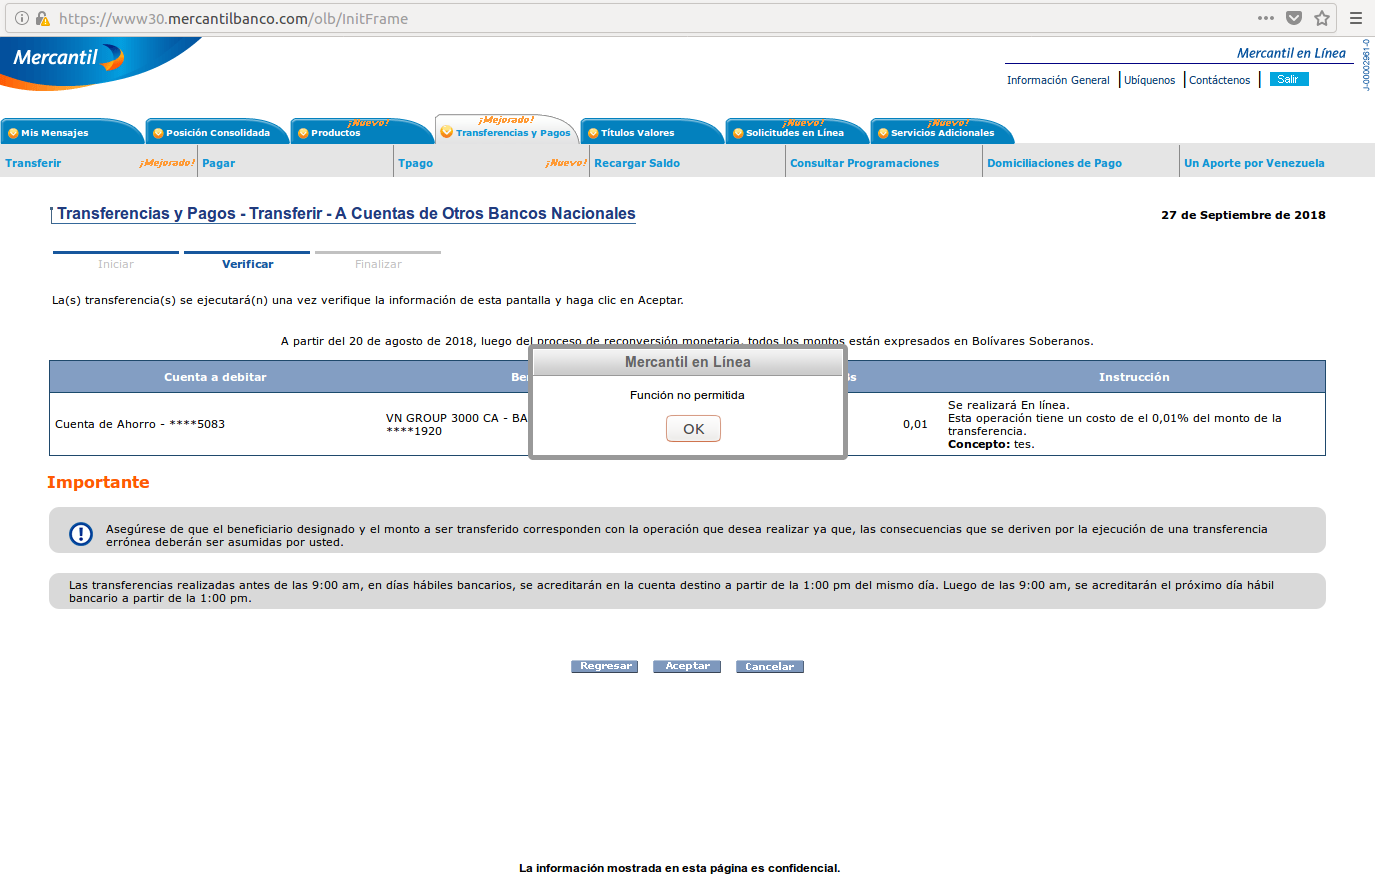 https://www30.mercantilbanco.com/olb/InitFrame
Mercantil
Mercantil en Línea
J-00002961-0
Información General
Ubíquenos
Contáctenos
Salir
Mis Mensajes
Posición Consolidada
¡Nuevo!
Productos
¡Mejorado!
Transferencias y Pagos
Títulos Valores
¡Nuevo!
Solicitudes en Línea
¡Nuevo!
Servicios Adicionales
Transferir
¡Mejorado!
Pagar
Tpago
¡Nuevo!
Recargar Saldo
Consultar Programaciones
Domiciliaciones de Pago
Un Aporte por Venezuela
Transferencias y Pagos - Transferir - A Cuentas de Otros Bancos Nacionales
27 de Septiembre de 2018
Iniciar
Verificar
Finalizar
La(s) transferencia(s) se ejecutará(n) una vez verifique la información de esta pantalla y haga clic en Aceptar.
A partir del 20 de agosto de 2018, luego del proceso de reconversión monetaria, todos los montos están expresados en Bolívares Soberanos.
Cuenta a debitar
Instrucción
Cuenta de Ahorro - ****5083
VN GROUP 3000 CA - BA
****1920
0,01
Se realizará En línea.
Esta operación tiene un costo de el 0,01% del monto de la
transferencia.
Concepto: tes.
Mercantil en Línea
Función no permitida
OK
Importante
Asegúrese de que el beneficiario designado y el monto a ser transferido corresponden con la operación que desea realizar ya que, las consecuencias que se deriven por la ejecución de una transferencia
errónea deberán ser asumidas por usted.
Las transferencias realizadas antes de las 9:00 am, en días hábiles bancarios, se acreditarán en la cuenta destino a partir de la 1:00 pm del mismo día. Luego de las 9:00 am, se acreditarán el próximo día hábil
bancario a partir de la 1:00 pm.
Regresar
Aceptar
Cancelar
La información mostrada en esta página es confidencial.